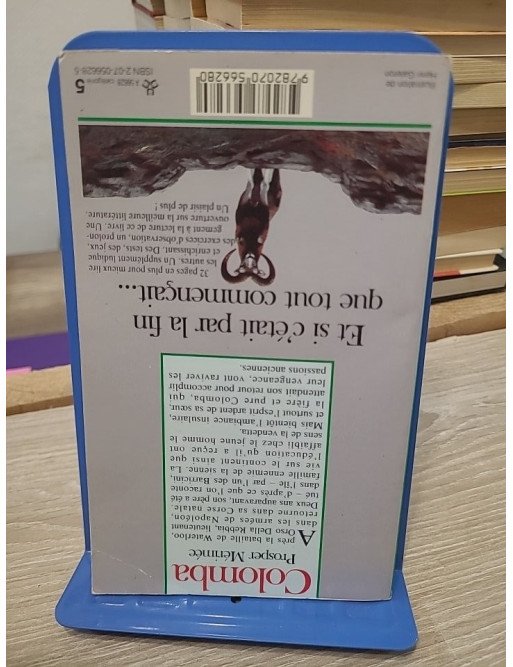 Colomba
Prosper Mérimée
Après la bataille de Waterloo,
Orso Della Rebbia, lieutenant
dans les armées de Napoléon,
retourne dans sa Corse natale.
Deux ans auparavant, son père a été
tué – d'après ce que l'on raconte
dans l'île – par l'un des Barricini,
famille ennemie de la sienne. La
vie sur le continent ainsi que
l'éducation qu'il a reçue ont
affaibli chez le jeune homme le
sens de la vendetta.
Mais bientôt l'ambiance insulaire,
et surtout l'esprit ardent de sa sœur,
la fière et pure Colomba, qui
attendait son retour pour accomplir
leur vengeance, vont raviver les
passions anciennes.
Et si c'était par la fin
que tout commençait...
32 pages en plus pour mieux lire
les autres. Un supplément ludique
et enrichissant. Des tests, des jeux,
des exercices d'observation, un prolon-
gement à la lecture de ce livre. Une
ouverture sur la meilleure littérature.
Un plaisir de plus !
9 782070 566280
Illustration de
Henri Galeron
5
catégorie
ISBN 2-07-056628-5